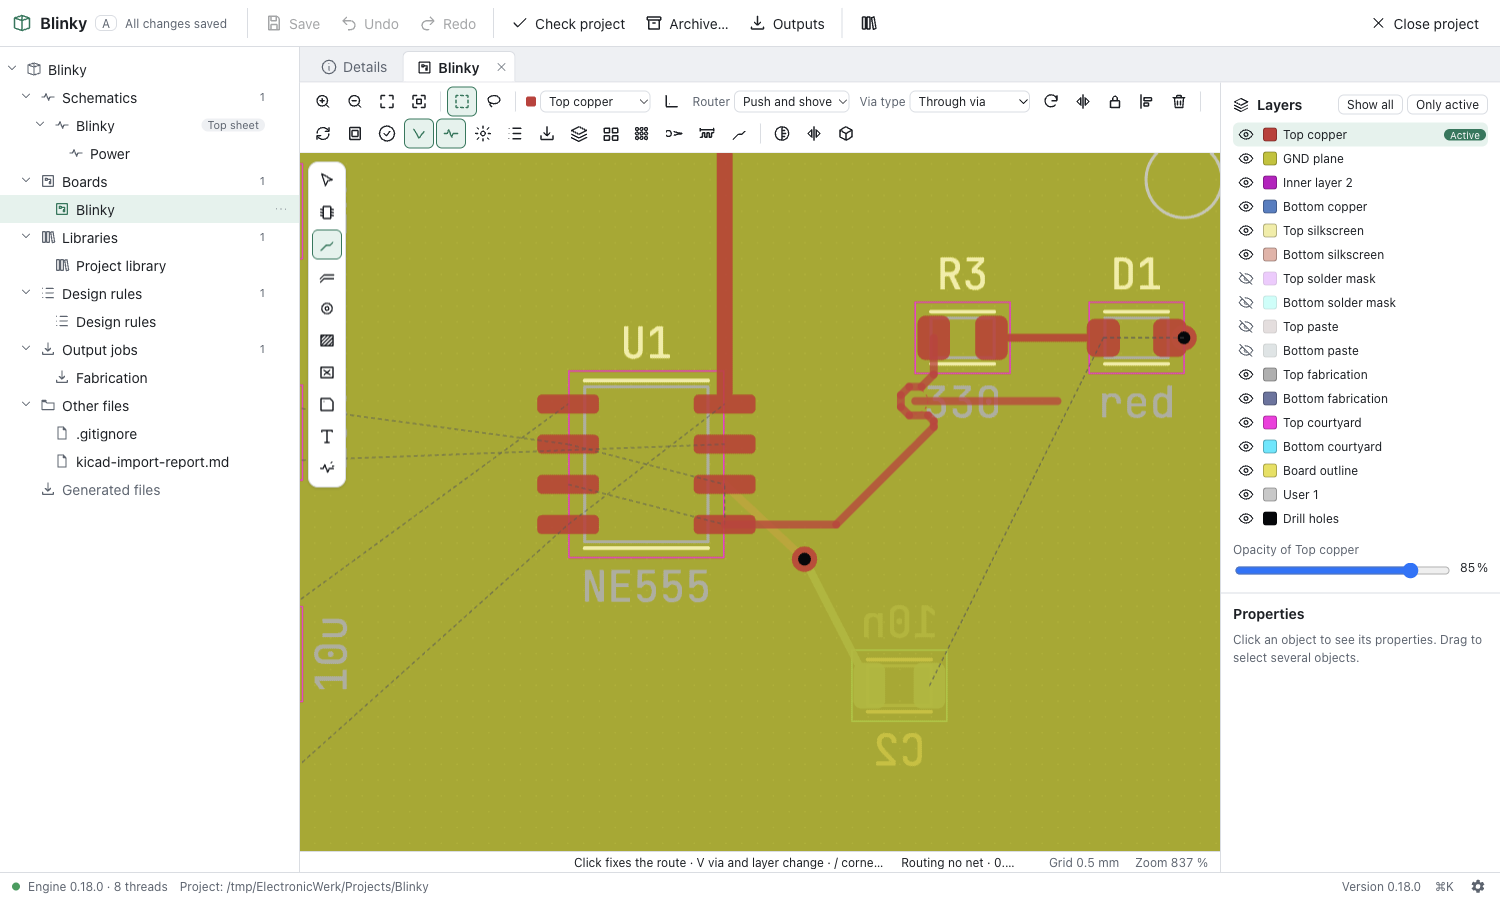 Blinky A All changes saved Save Undo Redo Check project Archive... Outputs Close project
Blinky
Schematics 1
Blinky Top sheet
Power
Boards 1
Blinky ...
Libraries 1
Project library
Design rules 1
Design rules
Output jobs 1
Fabrication
Other files
.gitignore
kicad-import-report.md
Generated files
Details Blinky
Top copper Router Push and shove Via type Through via
R3 D1
U1
330 red
NE555
10u
10n
C2
Click fixes the route · V via and layer change · / corne... Routing no net · 0.... Grid 0.5 mm Zoom 837 %
Layers Show all Only active
Top copper Active
GND plane
Inner layer 2
Bottom copper
Top silkscreen
Bottom silkscreen
Top solder mask
Bottom solder mask
Top paste
Bottom paste
Top fabrication
Bottom fabrication
Top courtyard
Bottom courtyard
Board outline
User 1
Drill holes
Opacity of Top copper
85 %
Properties
Click an object to see its properties. Drag to
select several objects.
Engine 0.18.0 · 8 threads Project: /tmp/ElectronicWerk/Projects/Blinky Version 0.18.0 ⌘K